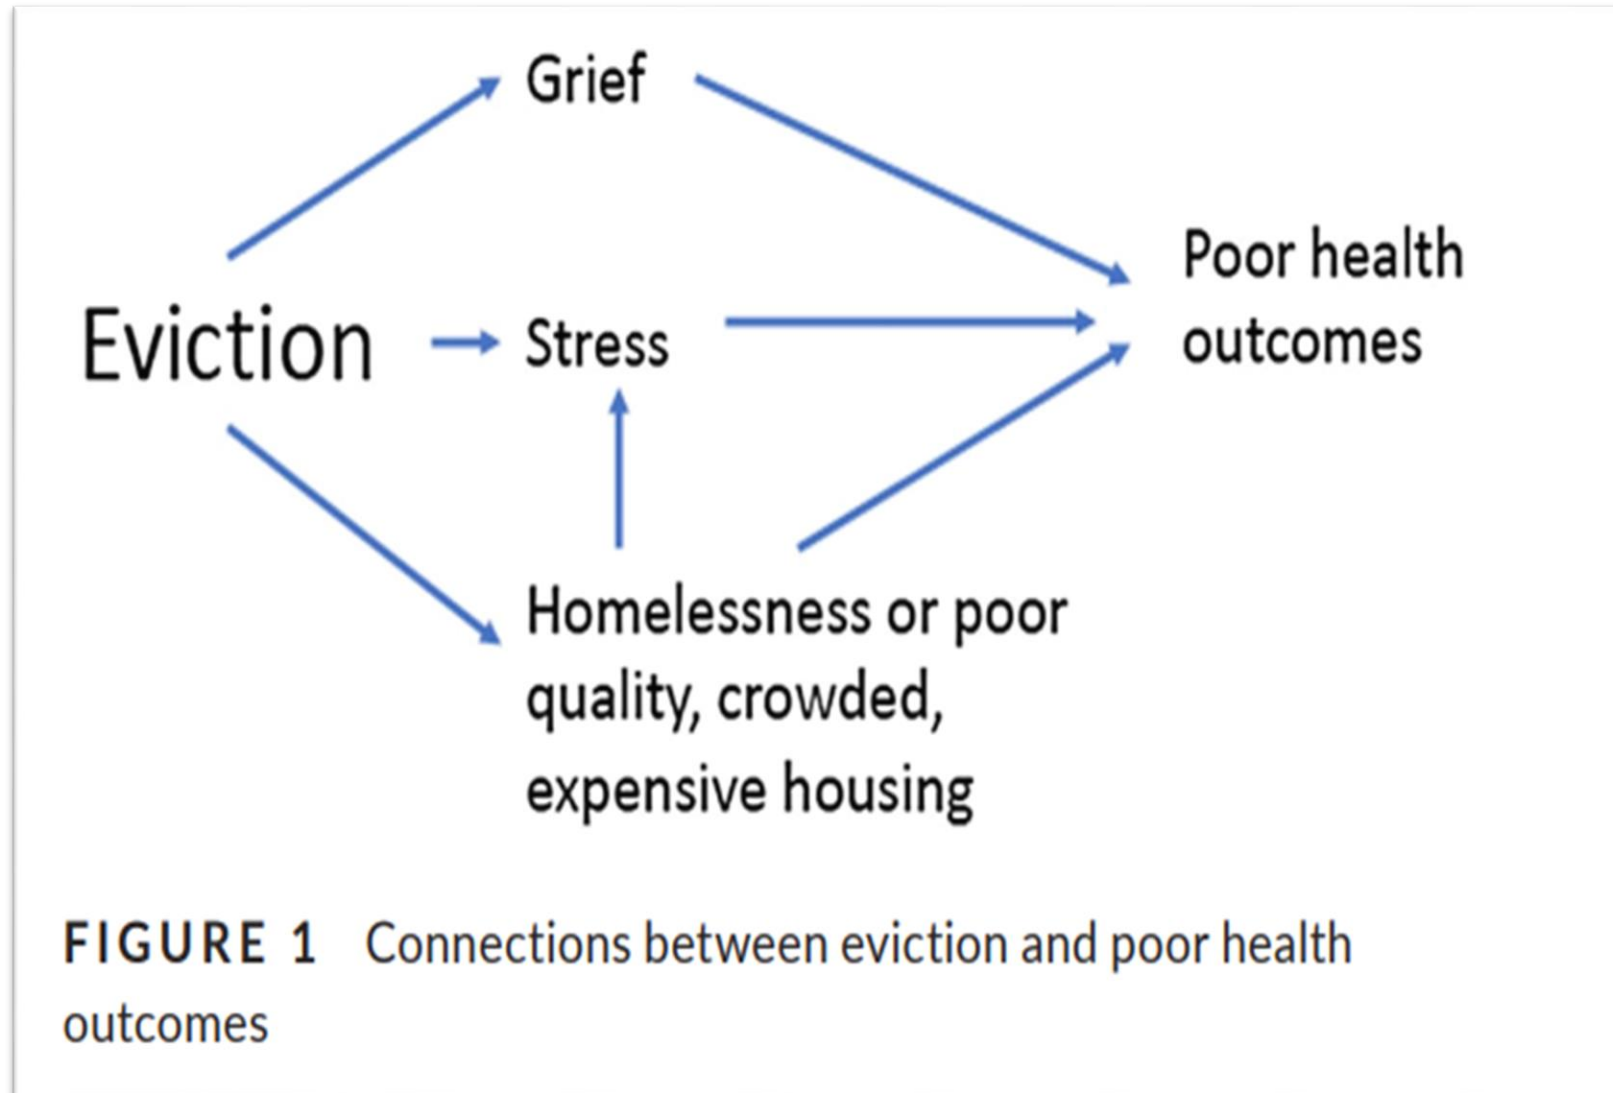 Grief
Eviction
Stress
Poor health
outcomes
Homelessness or poor
quality, crowded,
expensive housing
FIGURE 1 Connections between eviction and poor health
outcomes